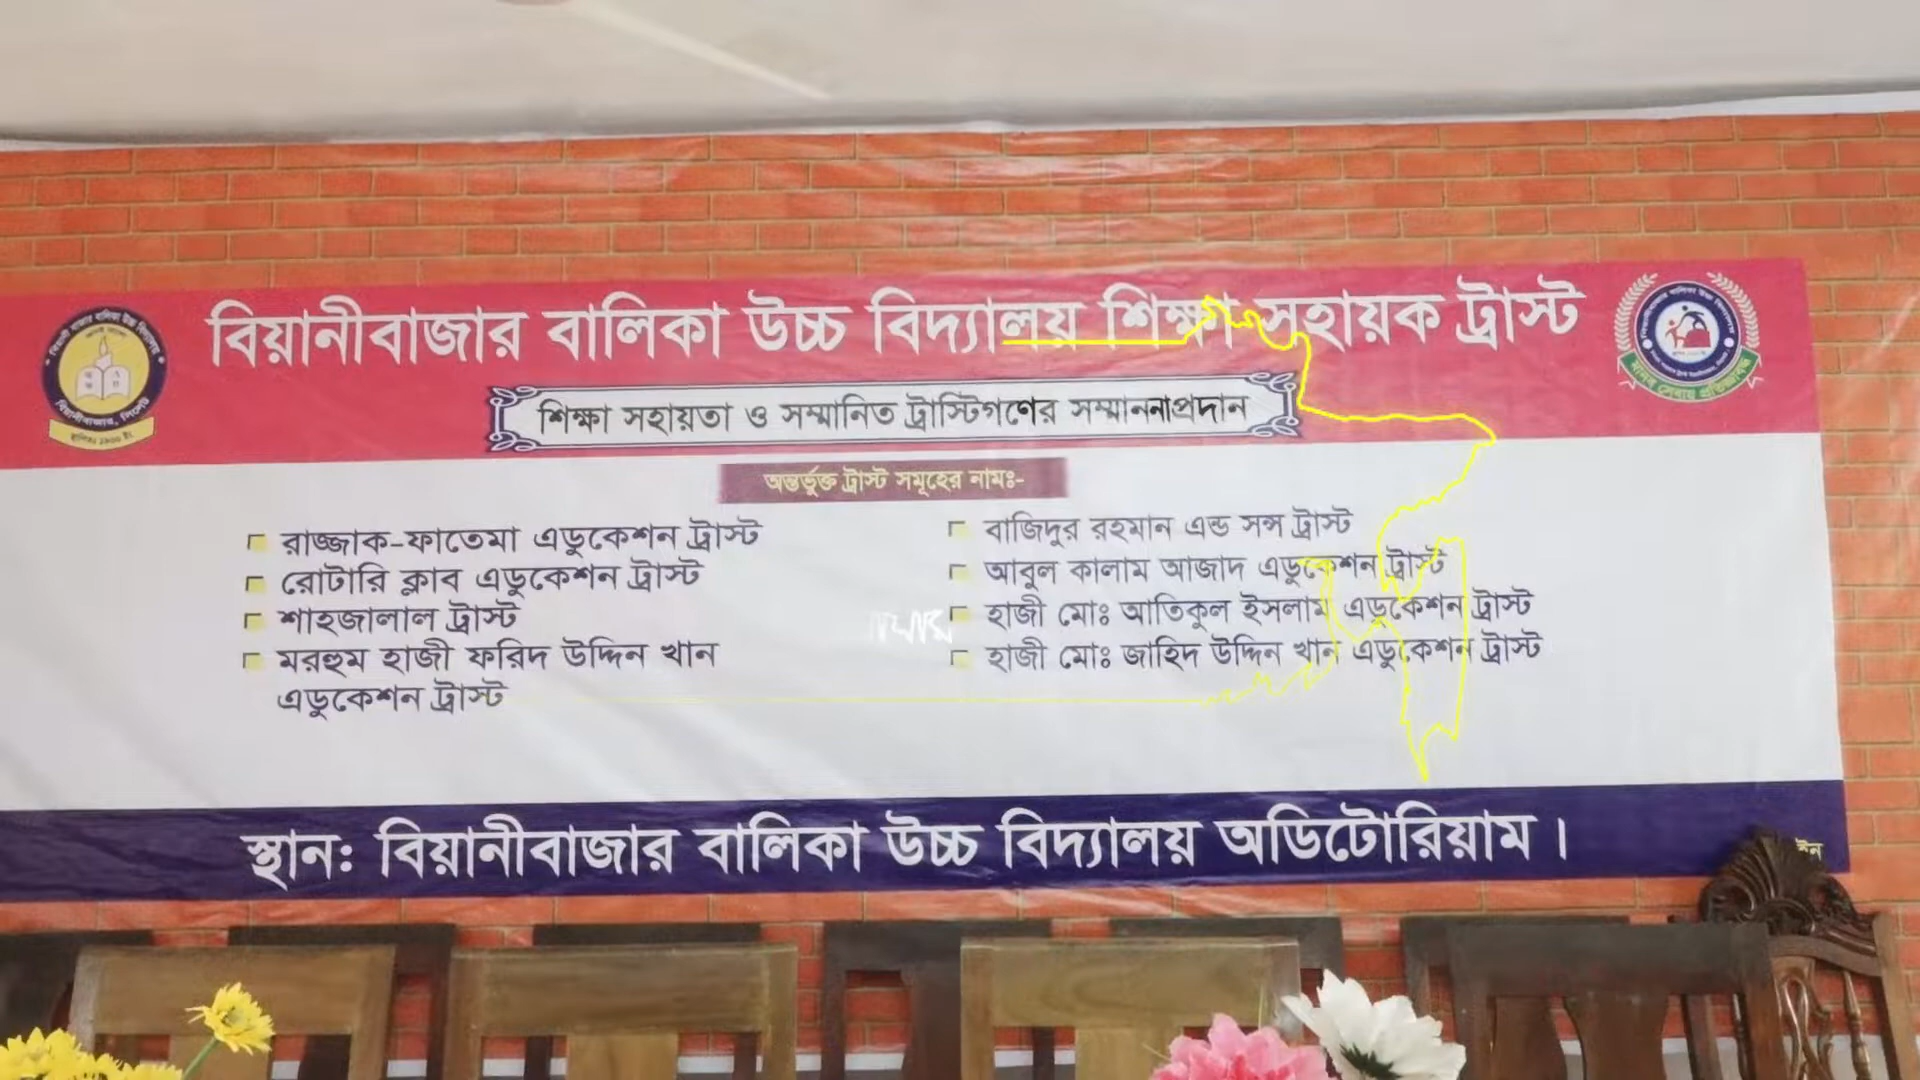 বিয়ানীবাজার বালিকা উচ্চ বিদ্যালয় শিক্ষা সহায়ক ট্রাস্ট
শিক্ষা সহায়তা ও সম্মানিত ট্রাস্টিগণের সম্মাননাপ্রদান
অন্তর্ভুক্ত ট্রাস্ট সমূহের নামঃ-
রাজ্জাক-ফাতেমা এডুকেশন ট্রাস্ট
রোটারি ক্লাব এডুকেশন ট্রাস্ট
শাহজালাল ট্রাস্ট
মরহুম হাজী ফরিদ উদ্দিন খান
এডুকেশন ট্রাস্ট
বাজিদুর রহমান এন্ড সন্স ট্রাস্ট
আবুল কালাম আজাদ এডুকেশন ট্রাস্ট
হাজী মোঃ আতিকুল ইসলাম এডুকেশন ট্রাস্ট
হাজী মোঃ জাহিদ উদ্দিন খান এডুকেশন ট্রাস্ট
স্থান: বিয়ানীবাজার বালিকা উচ্চ বিদ্যালয় অডিটোরিয়াম।